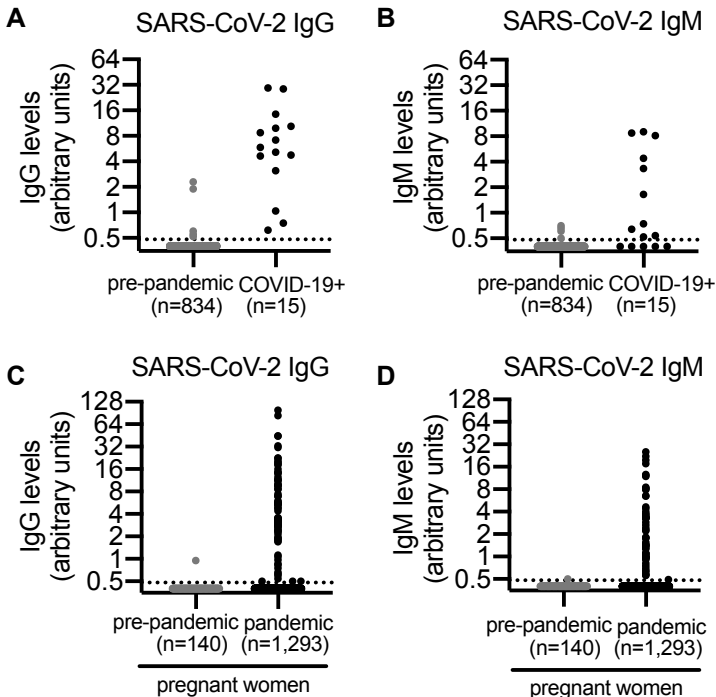 A
SARS-CoV-2 IgG
IgG levels
(arbitrary units)
64
32
16
8
4
2
1
0.5
pre-pandemic
(n=834)
COVID-19+
(n=15)
B
SARS-CoV-2 IgM
IgM levels
(arbitrary units)
64
32
16
8
4
2
1
0.5
pre-pandemic
(n=834)
COVID-19+
(n=15)
C
SARS-CoV-2 IgG
IgG levels
(arbitrary units)
128
64
32
16
8
4
2
1
0.5
pre-pandemic
(n=140)
pandemic
(n=1,293)
pregnant women
D
SARS-CoV-2 IgM
IgM levels
(arbitrary units)
128
64
32
16
8
4
2
1
0.5
pre-pandemic
(n=140)
pandemic
(n=1,293)
pregnant women